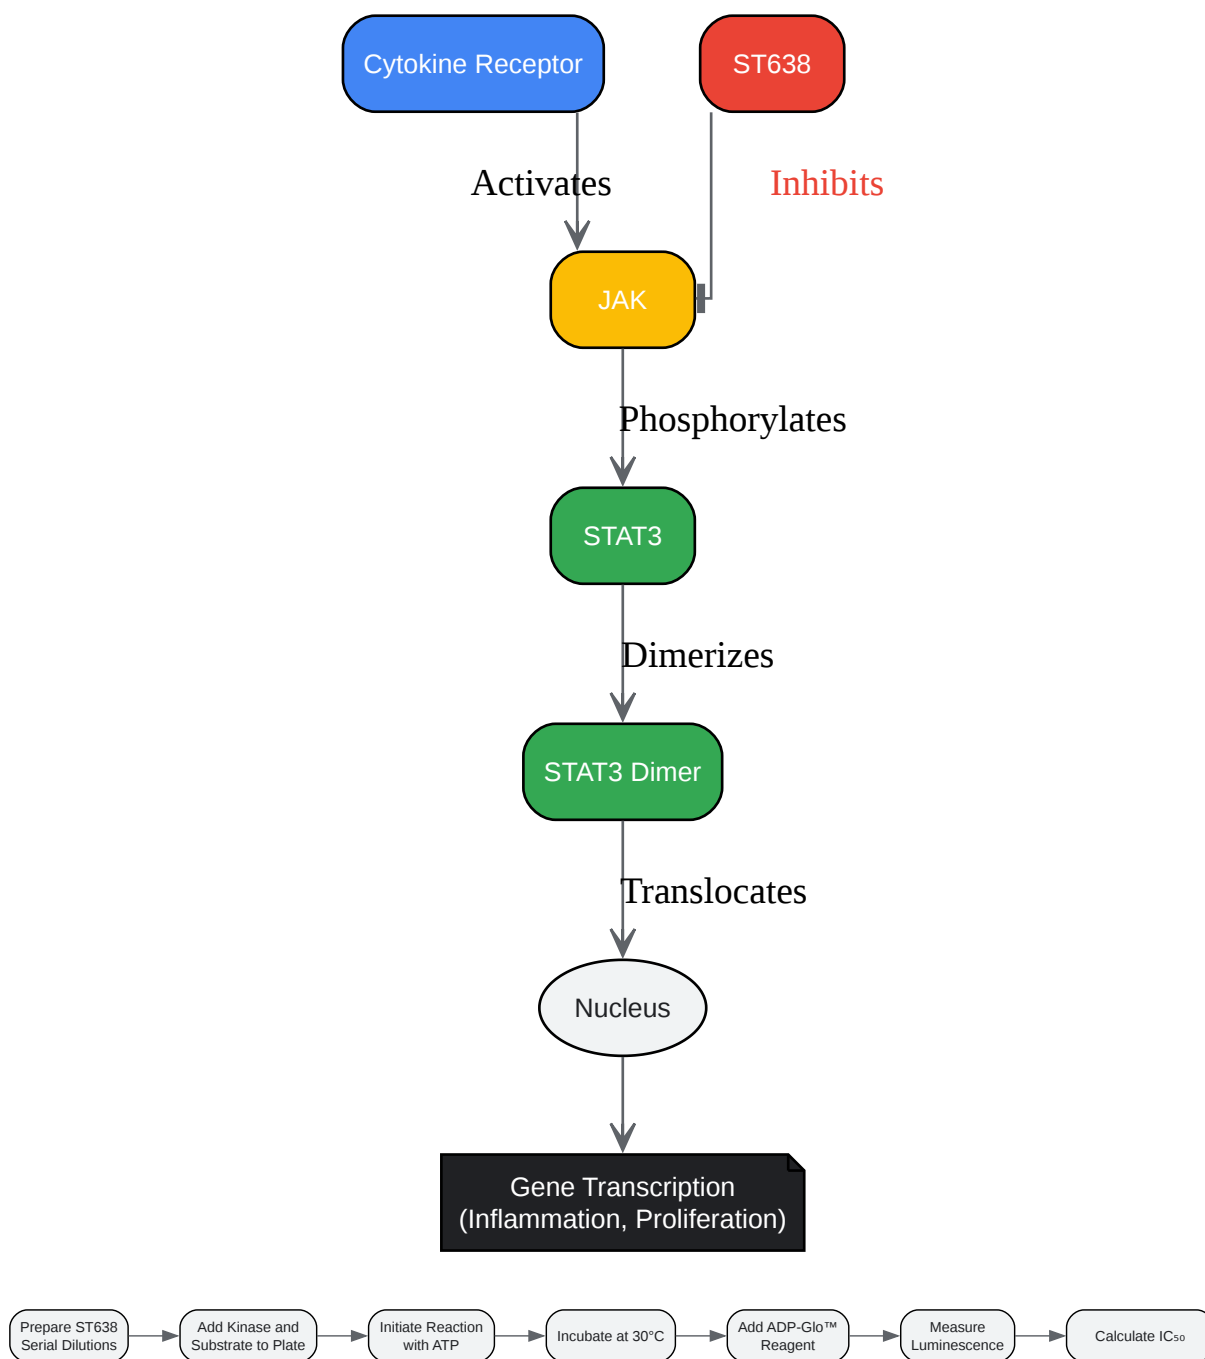 Cytokine Receptor
ST638
Activates
Inhibits
JAK
Phosphorylates
STAT3
Dimerizes
STAT3 Dimer
Translocates
Nucleus
Gene Transcription
(Inflammation, Proliferation)
Prepare ST638
Serial Dilutions
Add Kinase and
Substrate to Plate
Initiate Reaction
with ATP
Incubate at 30°C
Add ADP-Glo™
Reagent
Measure
Luminescence
Calculate IC₅₀